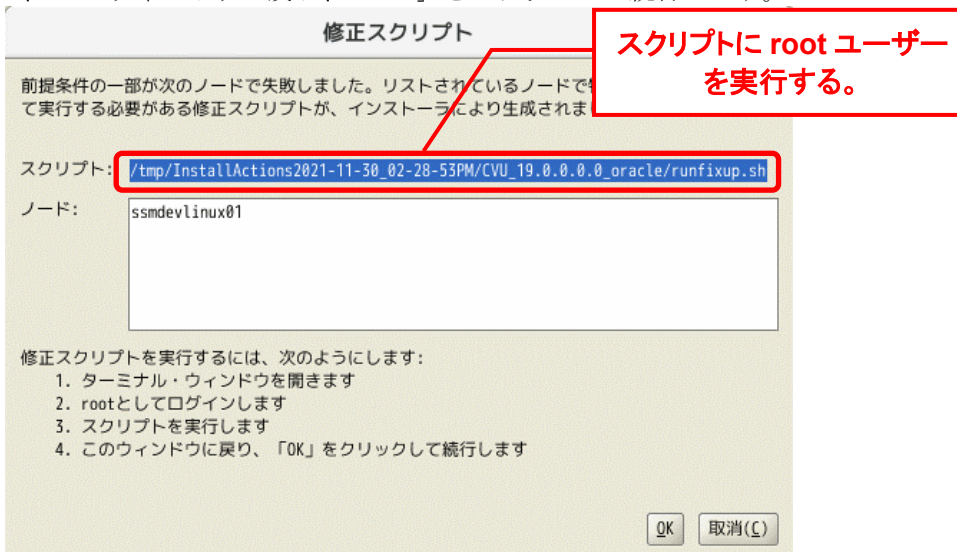 修正スクリプト
スクリプトに root ユーザー
を実行する。
前提条件の一部が次のノードで失敗しました。リストされているノードで
て実行する必要がある修正スクリプトが、インストーラにより生成されま
スクリプト: /tmp/InstallActions2021-11-30_02-28-53PM/CVU_19.0.0.0.0_oracle/runfixup.sh
ノード: ssmdevlinux01
修正スクリプトを実行するには、次のようにします:
1. ターミナル・ウィンドウを開きます
2. rootとしてログインします
3. スクリプトを実行します
4. このウィンドウに戻り、「OK」をクリックして続行します
OK 取消(C)